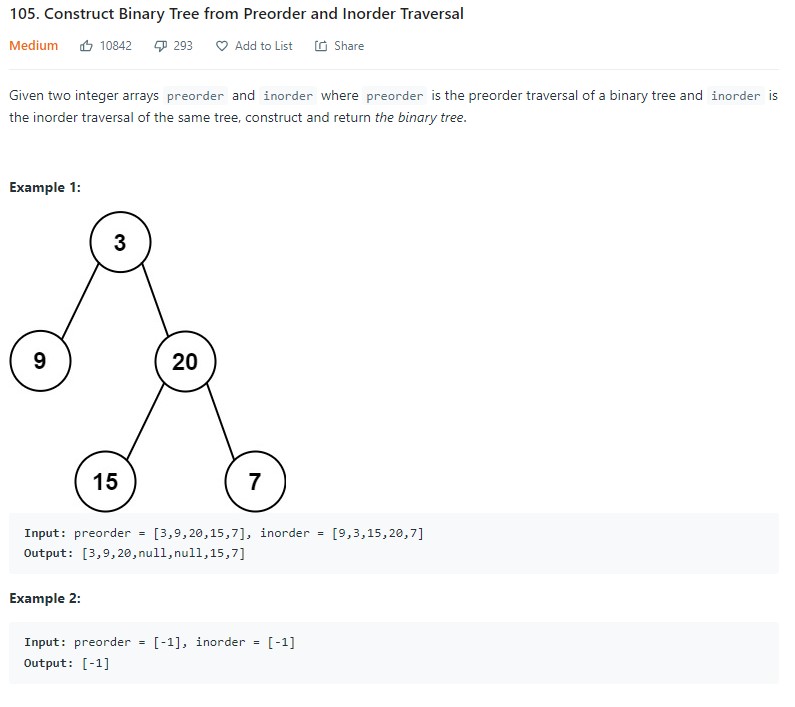 105. Construct Binary Tree from Preorder and Inorder Traversal
Medium 10842 293 Add to List Share
Given two integer arrays preorder and inorder where preorder is the preorder traversal of a binary tree and inorder is
the inorder traversal of the same tree, construct and return the binary tree.
Example 1:
3
9 20
15 7
Input: preorder = [3,9,20,15,7], inorder = [9,3,15,20,7]
Output: [3,9,20,null,null,15,7]
Example 2:
Input: preorder = [-1], inorder = [-1]
Output: [-1]